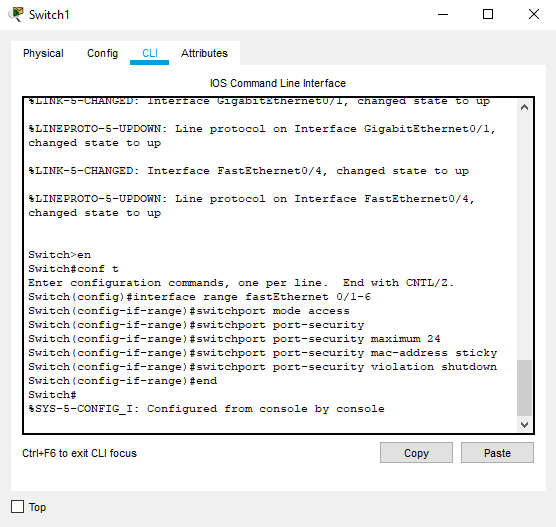 Switch1
Physical Config CLI Attributes
IOS Command Line Interface
%LINK-5-CHANGED: Interface GigabitEthernet0/1, changed state to up
%LINEPROTO-5-UPDOWN: Line protocol on Interface GigabitEthernet0/1,
changed state to up
%LINK-5-CHANGED: Interface FastEthernet0/4, changed state to up
%LINEPROTO-5-UPDOWN: Line protocol on Interface FastEthernet0/4,
changed state to up
Switch>en
Switch#conf t
Enter configuration commands, one per line.  End with CNTL/Z.
Switch(config)#interface range fastEthernet 0/1-6
Switch(config-if-range)#switchport mode access
Switch(config-if-range)#switchport port-security
Switch(config-if-range)#switchport port-security maximum 24
Switch(config-if-range)#switchport port-security mac-address sticky
Switch(config-if-range)#switchport port-security violation shutdown
Switch(config-if-range)#end
Switch#
%SYS-5-CONFIG_I: Configured from console by console
Ctrl+F6 to exit CLI focus
Copy Paste
Top